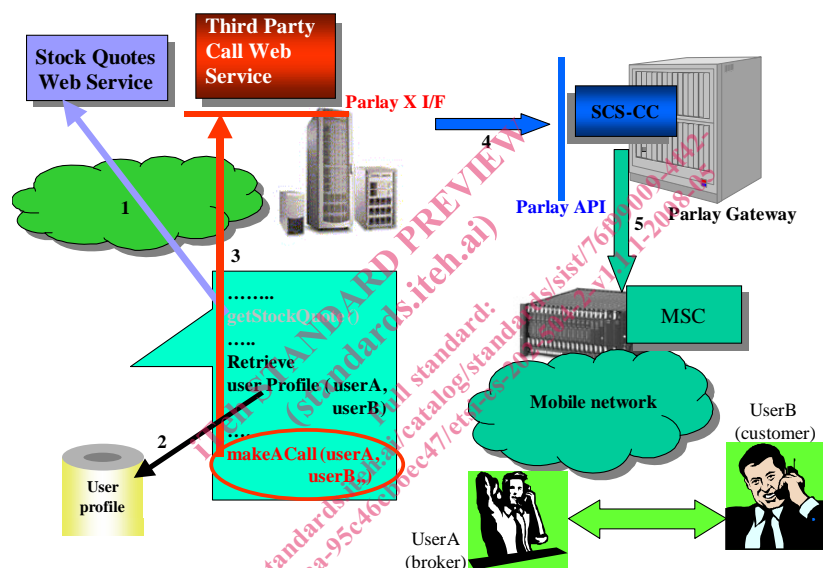 Stock Quotes
Web Service
Third Party
Call Web
Service
Parlay X I/F
4
SCS-CC
Parlay API
Parlay Gateway
1
3
5
……..
getStockQuote()
…..
Retrieve
user Profile (userA,
userB)
makeACall (userA,
userB,,)
2
User
profile
MSC
Mobile network
UserB
(customer)
UserA
(broker)
iTeh STANDARD PREVIEW
(standards.iteh.ai)
Full standard: